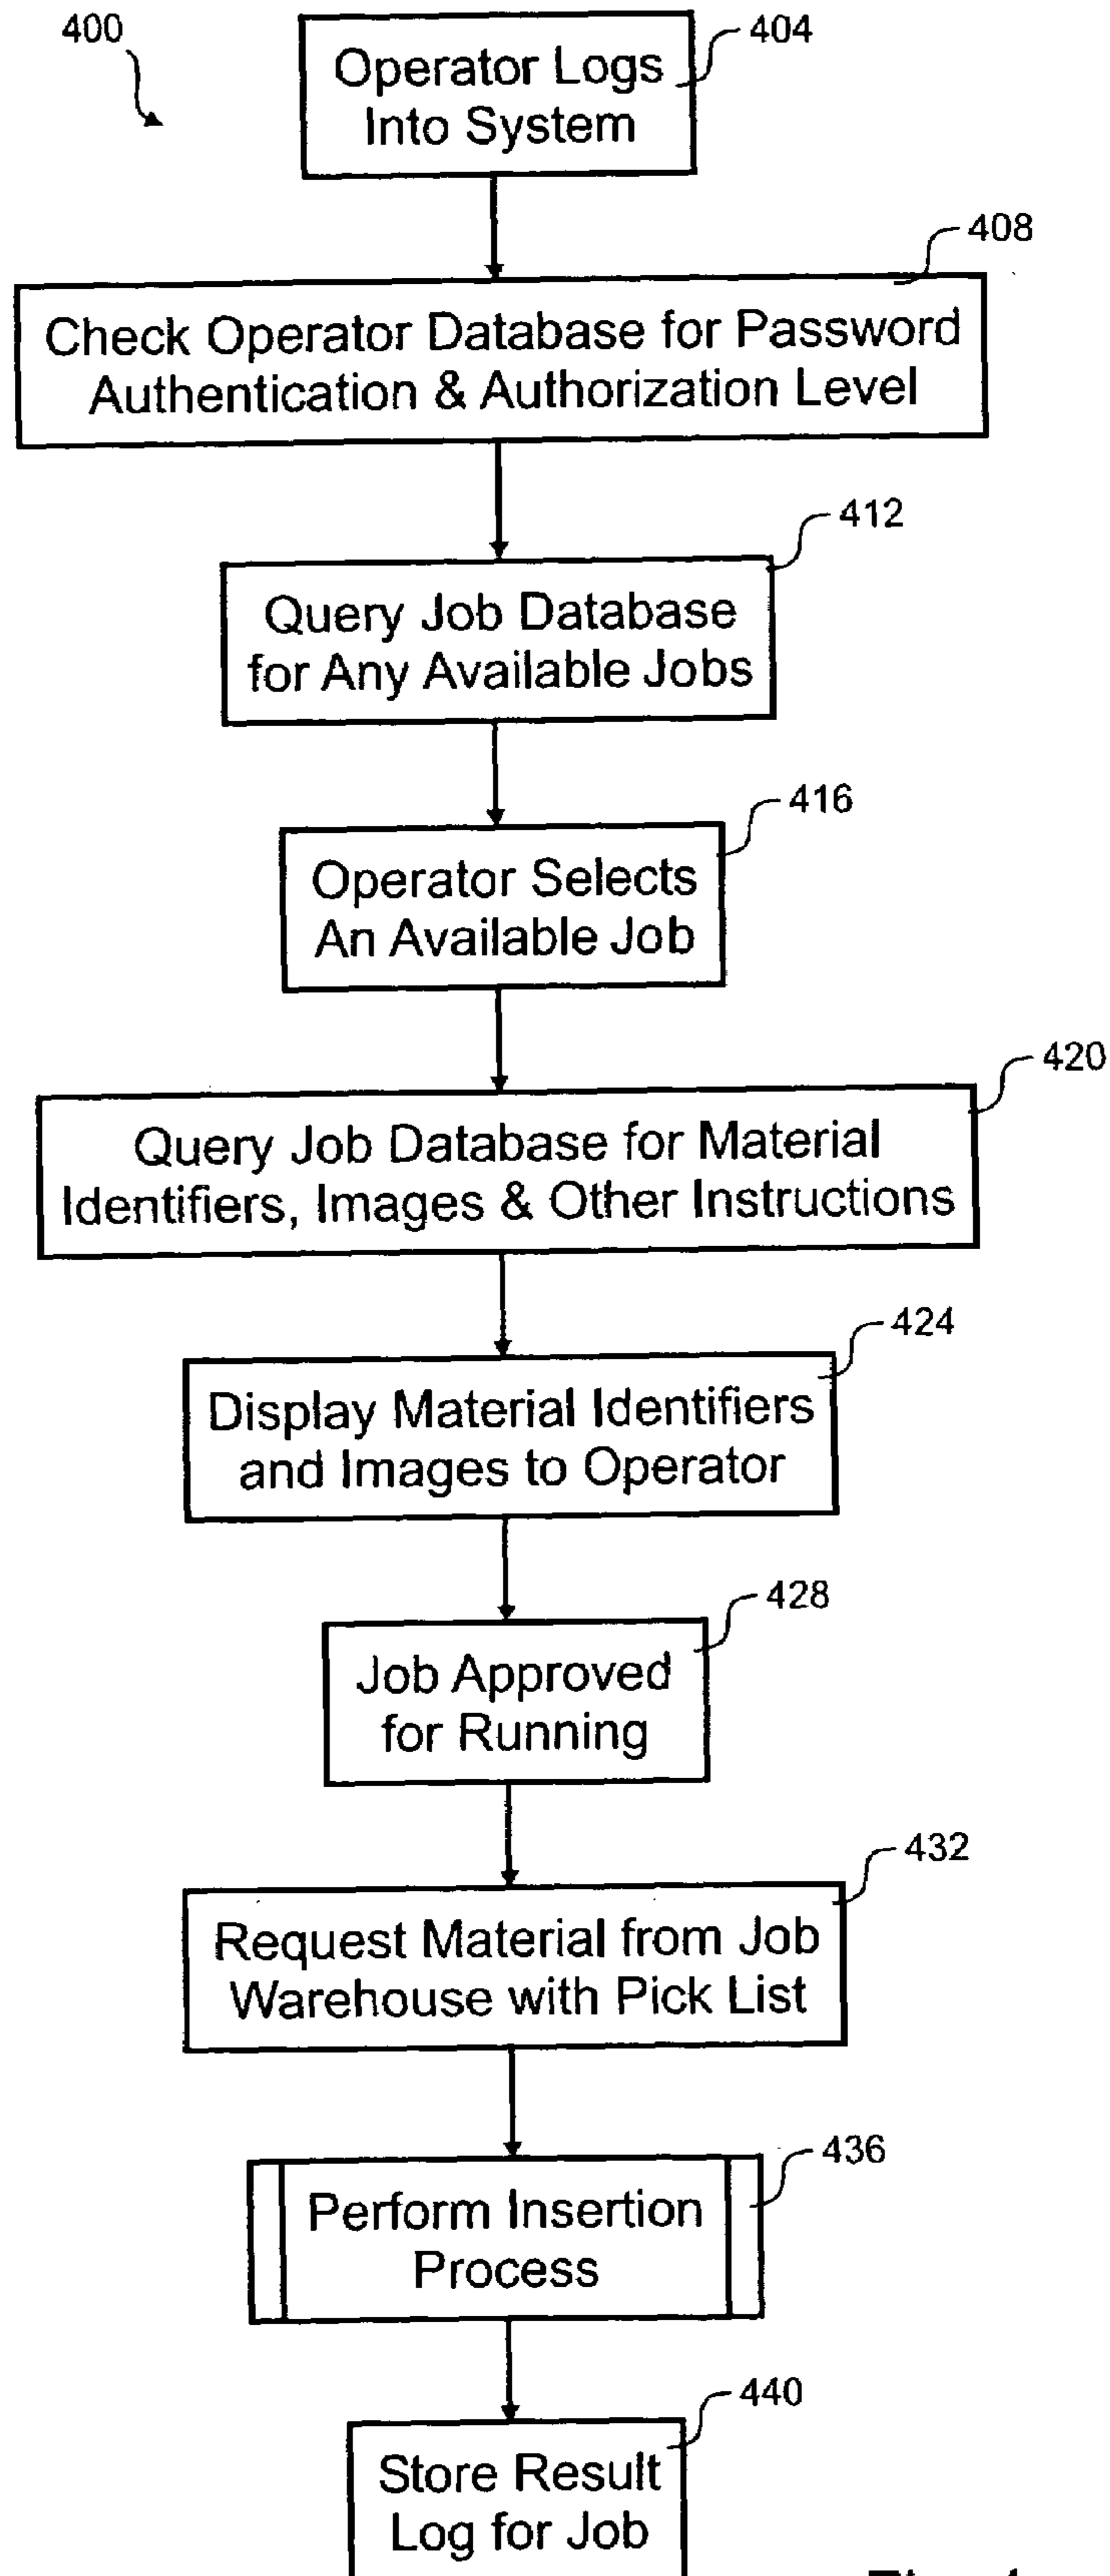 400
404
Operator Logs
Into System
408
Check Operator Database for Password
Authentication & Authorization Level
412
Query Job Database
for Any Available Jobs
416
Operator Selects
An Available Job
420
Query Job Database for Material
Identifiers, Images & Other Instructions
424
Display Material Identifiers
and Images to Operator
428
Job Approved
for Running
432
Request Material from Job
Warehouse with Pick List
436
Perform Insertion
Process
440
Store Result
Log for Job